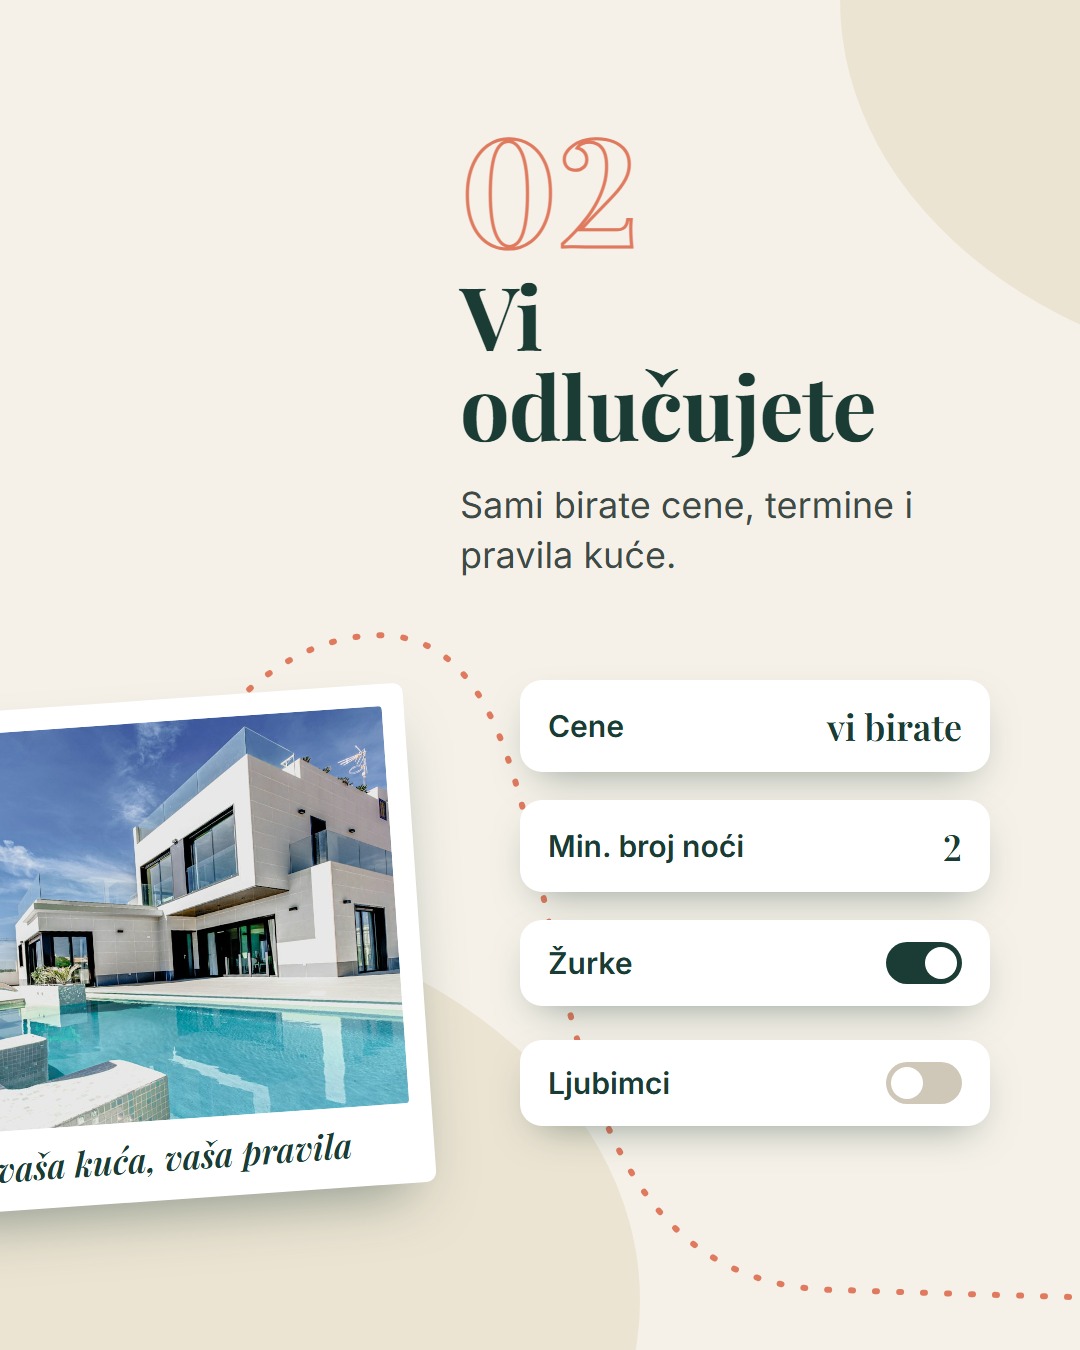 02
Vi
odlučujete
Sami birate cene, termine i
pravila kuće.
Cene vi birate
Min. broj noći 2
Žurke
Ljubimci
vaša kuća, vaša pravila